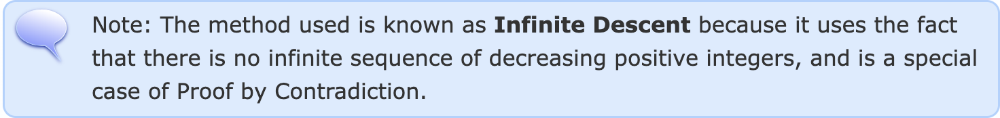 Note: The method used is known as Infinite Descent because it uses the fact
that there is no infinite sequence of decreasing positive integers, and is a special
case of Proof by Contradiction.